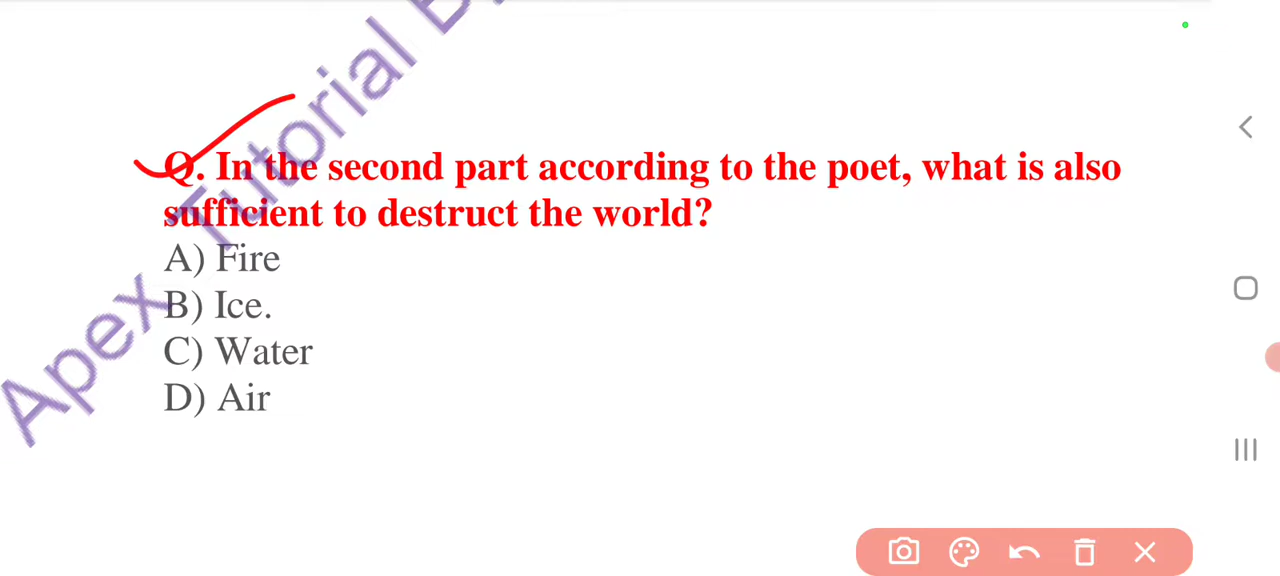 Apex Tutorial
Q. In the second part according to the poet, what is also
sufficient to destruct the world?
A) Fire
B) Ice.
C) Water
D) Air